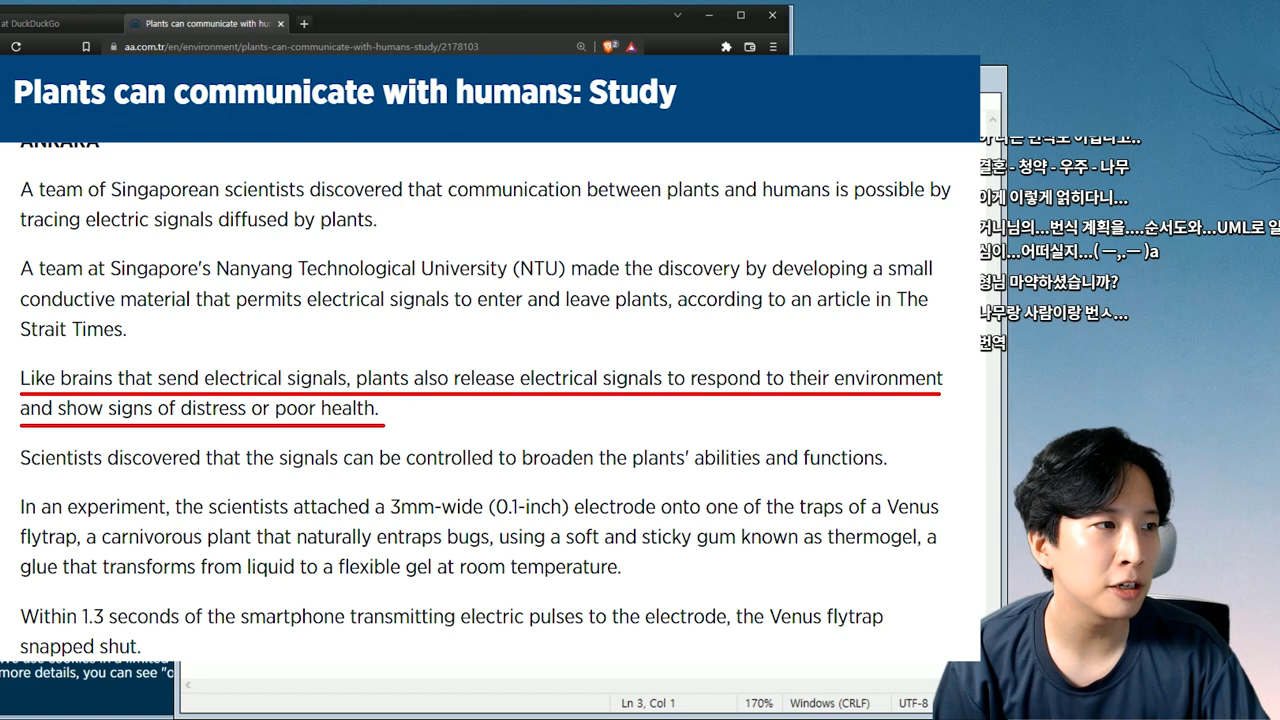 at DuckDuckGo
Plants can communicate with hu
aa.com.tr/en/environment/plants-can-communicate-with-humans-study/2178103
Plants can communicate with humans: Study
ANKARA
A team of Singaporean scientists discovered that communication between plants and humans is possible by
tracing electric signals diffused by plants.
A team at Singapore's Nanyang Technological University (NTU) made the discovery by developing a small
conductive material that permits electrical signals to enter and leave plants, according to an article in The
Strait Times.
Like brains that send electrical signals, plants also release electrical signals to respond to their environment
and show signs of distress or poor health.
Scientists discovered that the signals can be controlled to broaden the plants' abilities and functions.
In an experiment, the scientists attached a 3mm-wide (0.1-inch) electrode onto one of the traps of a Venus
flytrap, a carnivorous plant that naturally entraps bugs, using a soft and sticky gum known as thermogel, a
glue that transforms from liquid to a flexible gel at room temperature.
Within 1.3 seconds of the smartphone transmitting electric pulses to the electrode, the Venus flytrap
snapped shut.
more details, you can see "o
결혼 - 청약 - 우주 - 나무
이게 이렇게 얽히다니...
거니님의...번식 계획을....순서도와...UML로 일
심이...어떠실지...( ㅡ,.ㅡ )a
형님 마약하셨습니까?
나무랑 사람이랑 번ㅅ...
번역
Ln 3, Col 1
170%
Windows (CRLF)
UTF-8